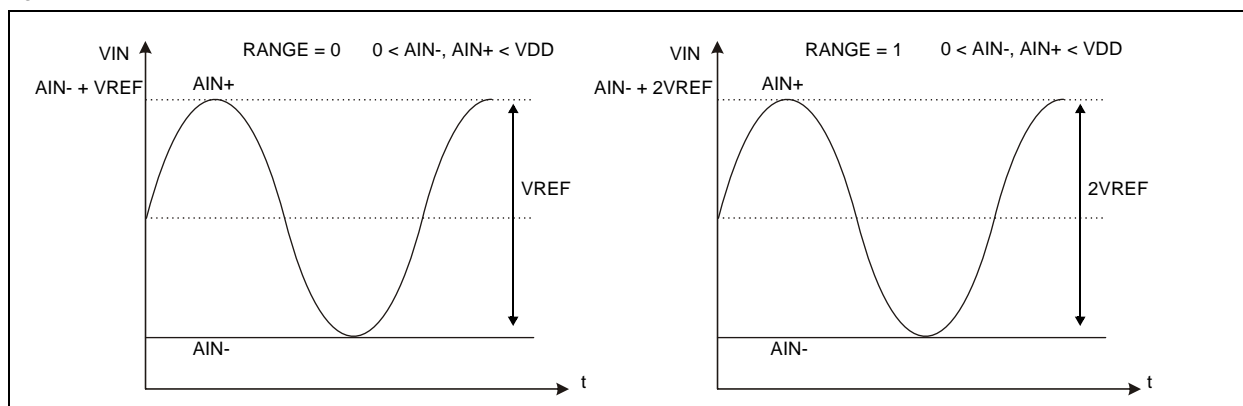 VIN
RANGE = 0 0 < AIN-, AIN+ < VDD
AIN- + VREF
AIN+
VREF
AIN-
t
VIN
RANGE = 1 0 < AIN-, AIN+ < VDD
AIN- + 2VREF
AIN+
2VREF
AIN-
t